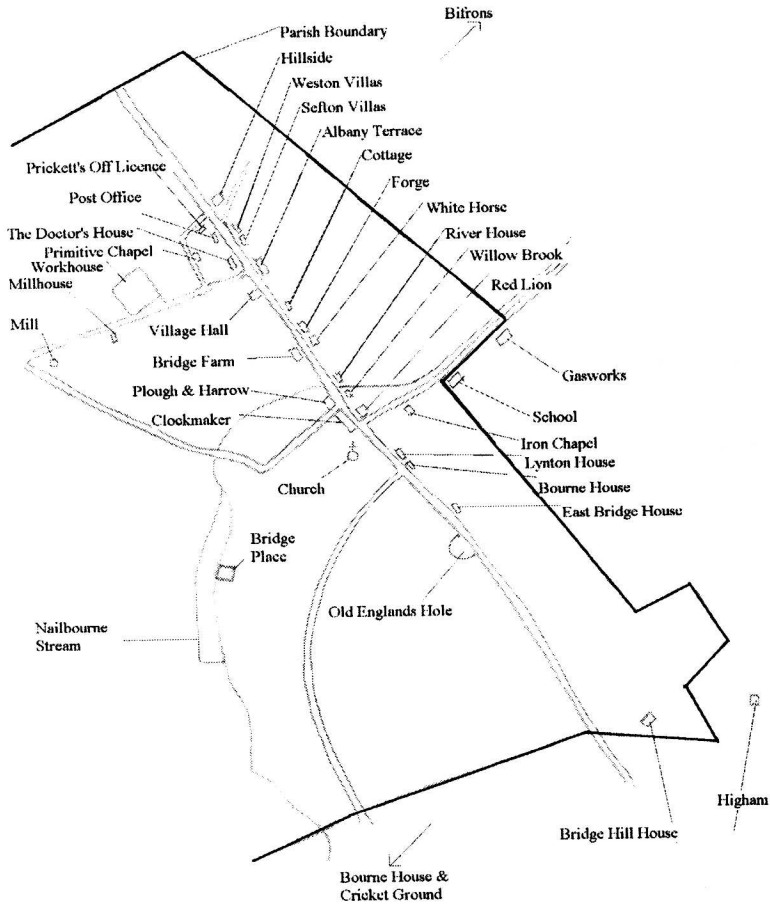 Bifrons
Parish Boundary
Hillside
Weston Villas
Sefton Villas
Albany Terrace
Cottage
Forge
White Horse
River House
Willow Brook
Red Lion
Prickett's Off Licence
Post Office
The Doctor's House
Primitive Chapel
Workhouse
Millhouse
Mill
Village Hall
Bridge Farm
Plough & Harrow
Clockmaker
Church
Gasworks
School
Iron Chapel
Lynton House
Bourne House
East Bridge House
Bridge
Place
Old Englands Hole
Nailbourne
Stream
Higham
Bridge Hill House
Bourne House &
Cricket Ground